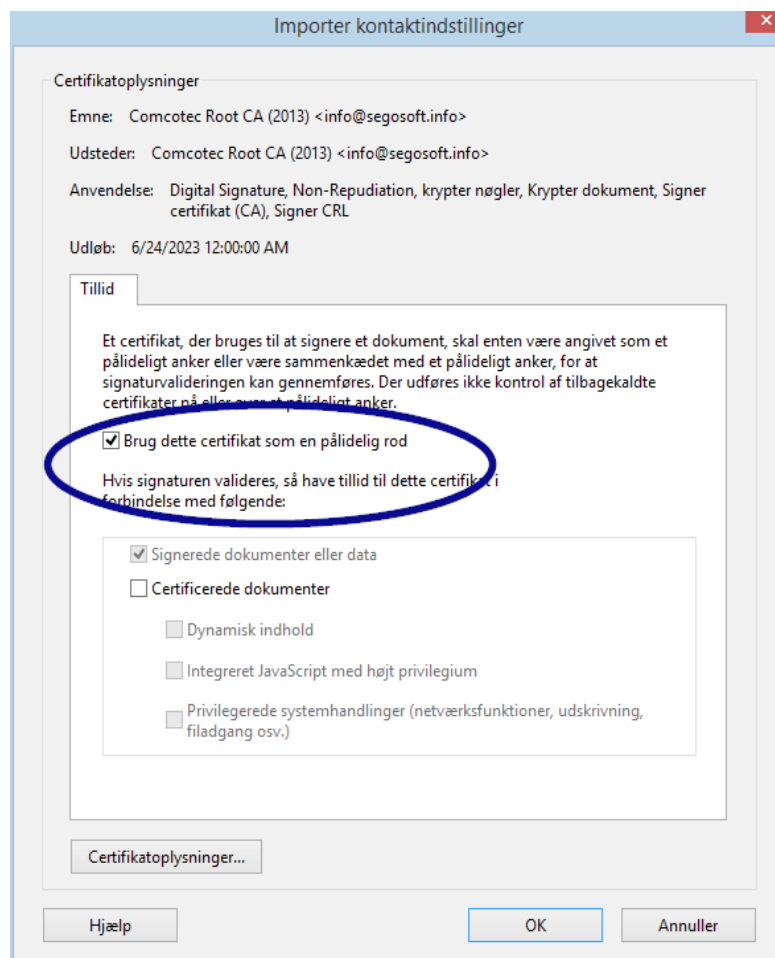 Importer kontaktindstillinger
Certifikatoplysninger
Emne: Comcotec Root CA (2013) <info@segosoft.info>
Udsteder: Comcotec Root CA (2013) <info@segosoft.info>
Anvendelse: Digital Signature, Non-Repudiation, krypter nøgler, Krypter dokument, Signer
certifikat (CA), Signer CRL
Udløb: 6/24/2023 12:00:00 AM
Tillid
Et certifikat, der bruges til at signere et dokument, skal enten være angivet som et
pålideligt anker eller være sammenkædet med et pålideligt anker, for at
signaturvalideringen kan gennemføres. Der udføres ikke kontrol af tilbagekaldte
certifikater på eller over et pålideligt anker.
Brug dette certifikat som en pålidelig rod
Hvis signaturen valideres, så have tillid til dette certifikat i
forbindelse med følgende:
Signerede dokumenter eller data
Certificerede dokumenter
Dynamisk indhold
Integreret JavaScript med højt privilegium
Privilegerede systemhandlinger (netværksfunktioner, udskrivning,
filadgang osv.)
Certifikatoplysninger...
Hjælp
OK
Annuller